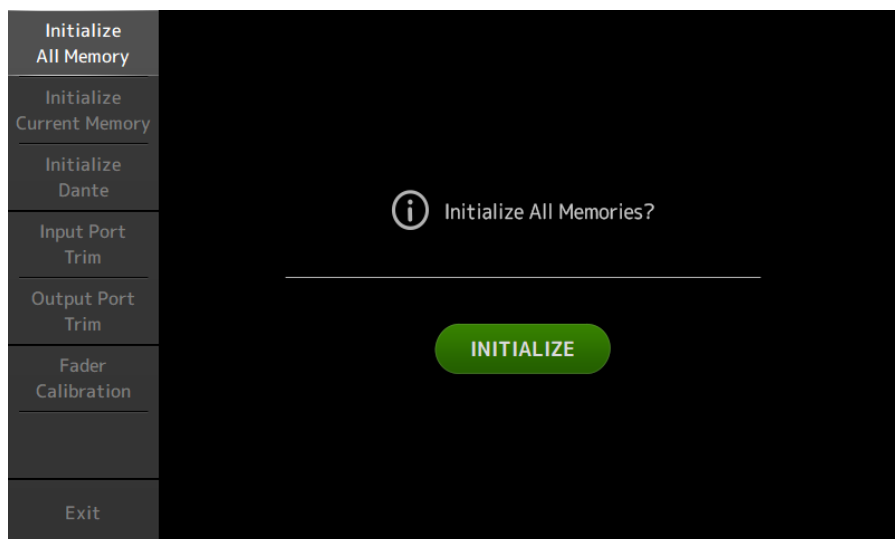 Initialize
All Memory
Initialize
Current Memory
Initialize
Dante
Input Port
Trim
Output Port
Trim
Fader
Calibration
Exit
Initialize All Memories?
INITIALIZE